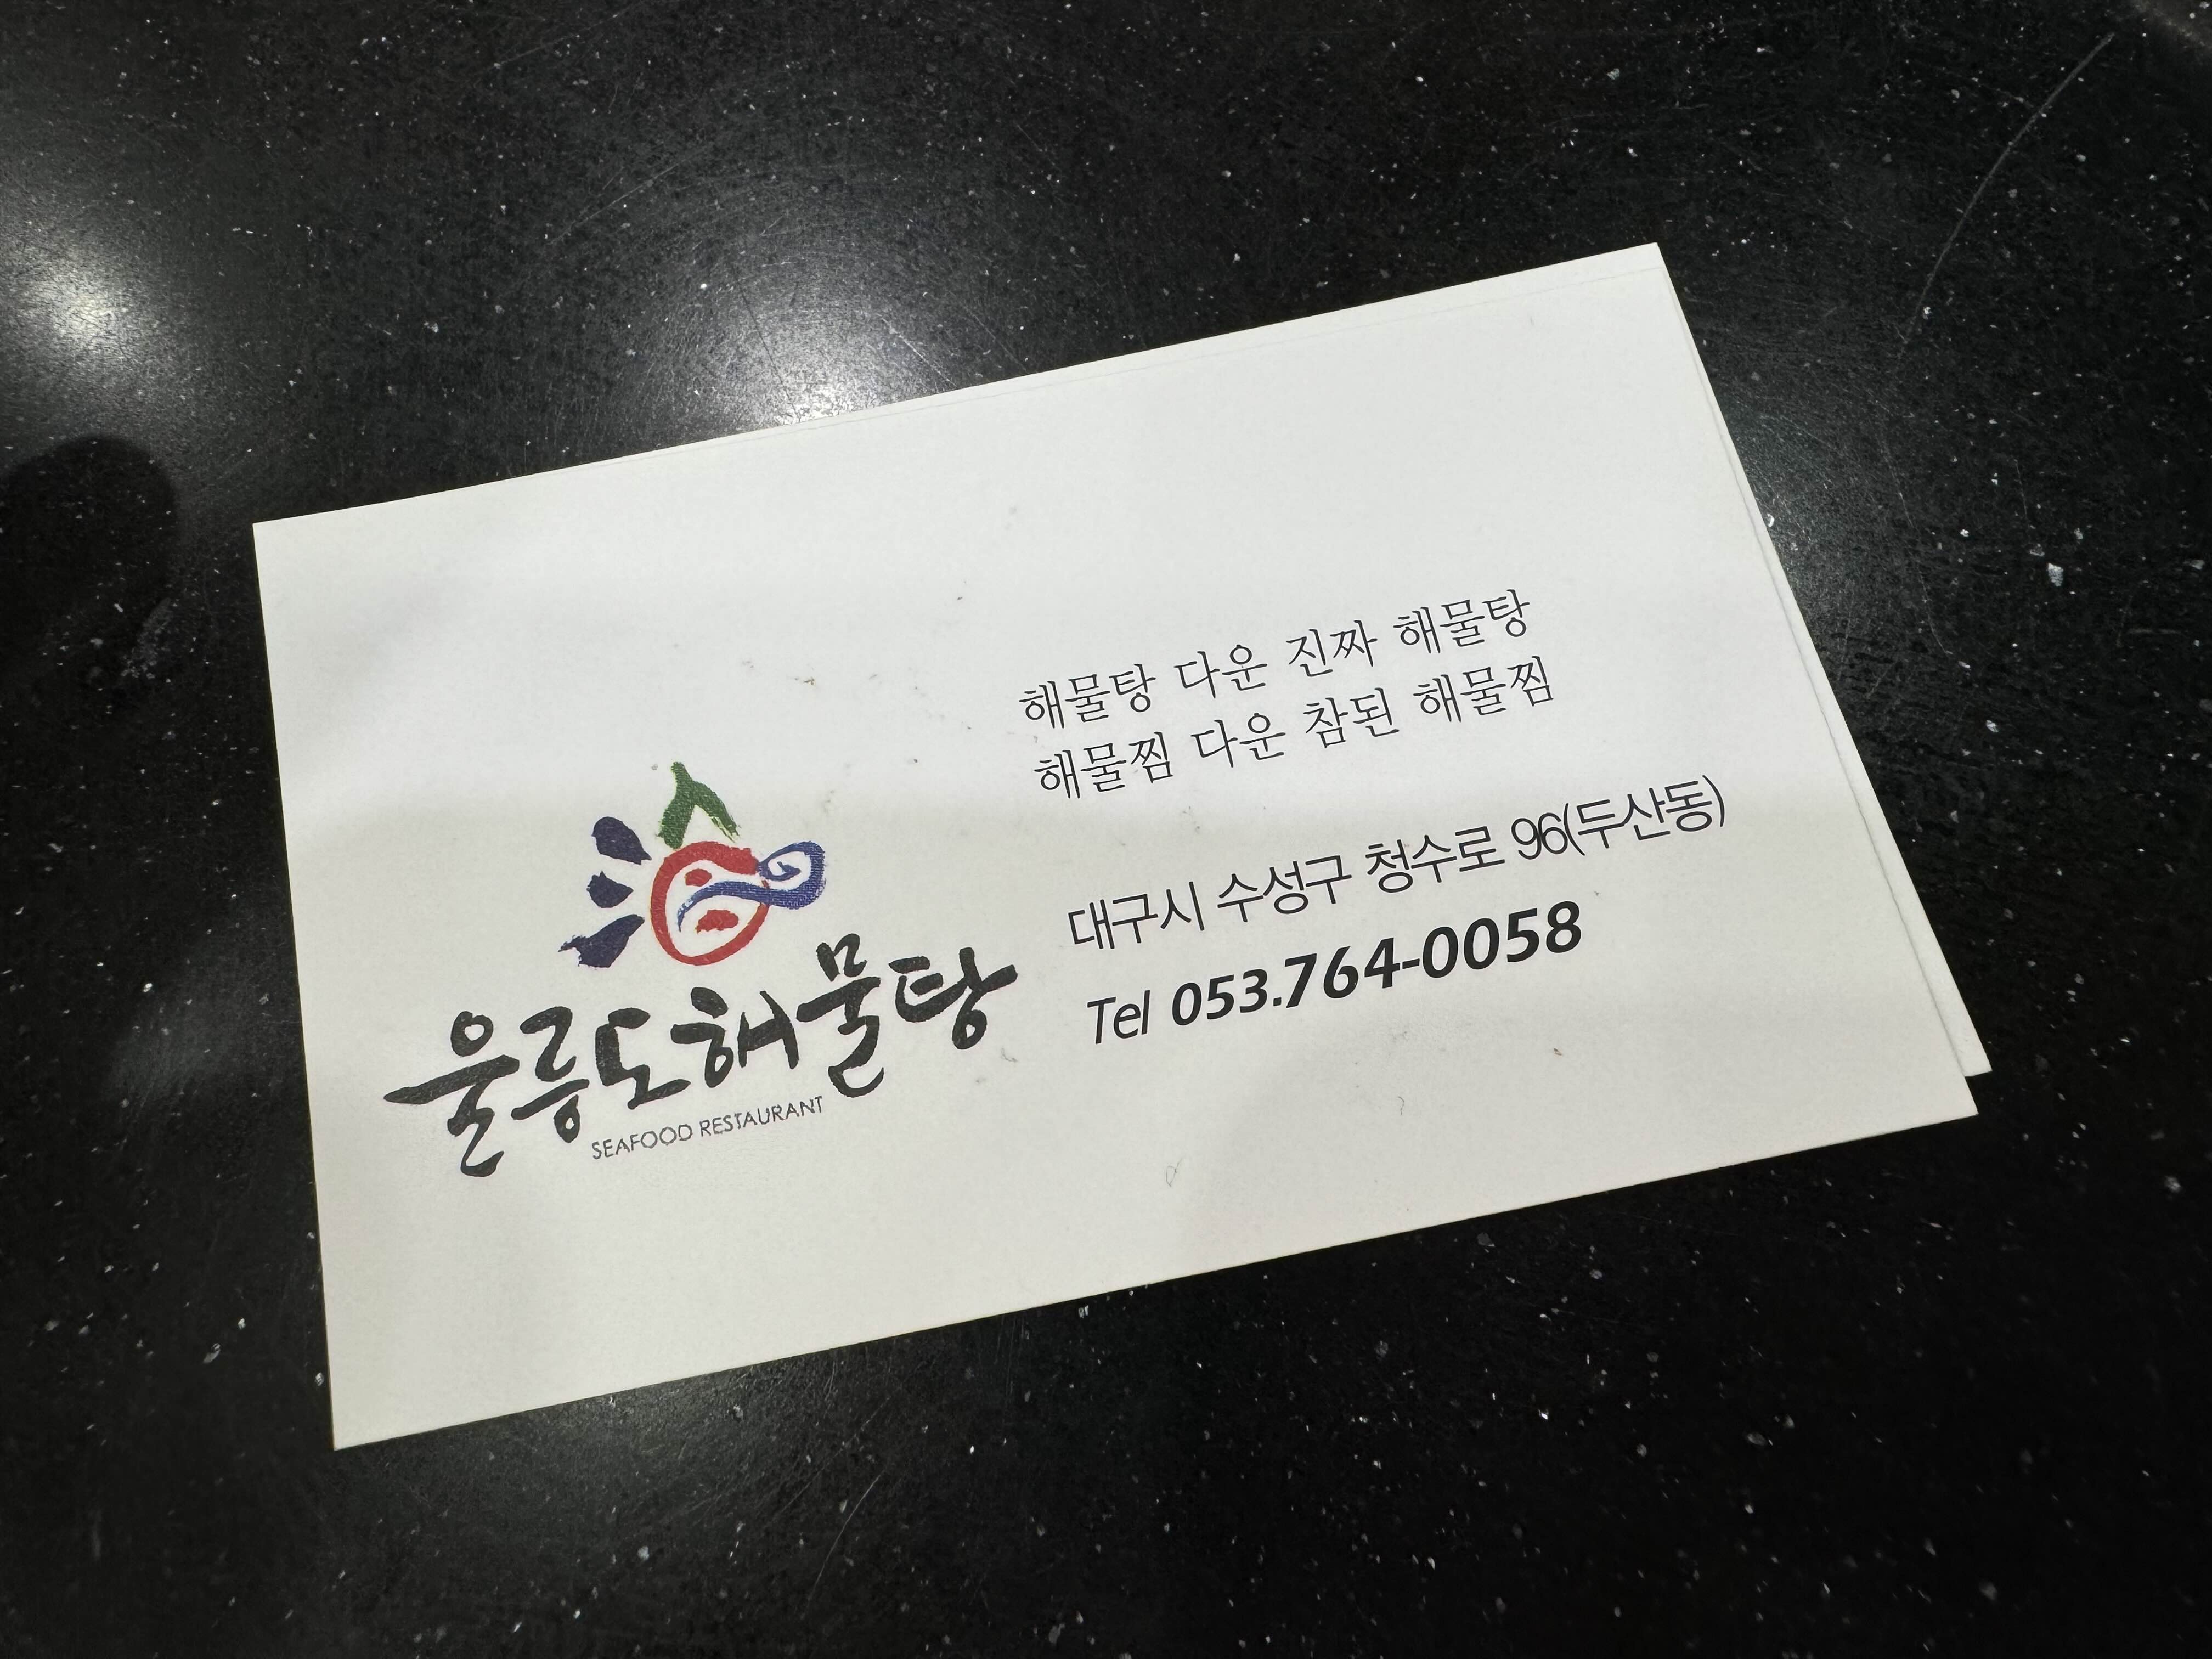 해물탕 다운 진짜 해물탕
해물찜 다운 참된 해물찜
대구시 수성구 청수로 96(두산동)
Tel 053.764-0058
울릉도해물탕
SEAFOOD RESTAURANT